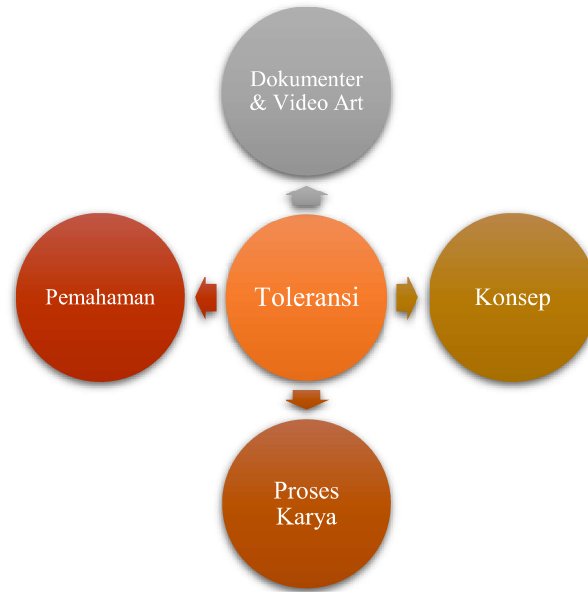 Dokumenter
& Video Art
Pemahaman
Toleransi
Konsep
Proses
Karya